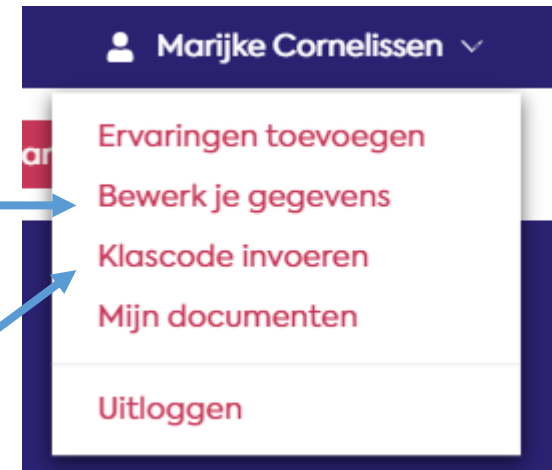 Marijke Cornelissen
Ervaringen toevoegen
Bewerk je gegevens
Klascode invoeren
Mijn documenten
Uitloggen